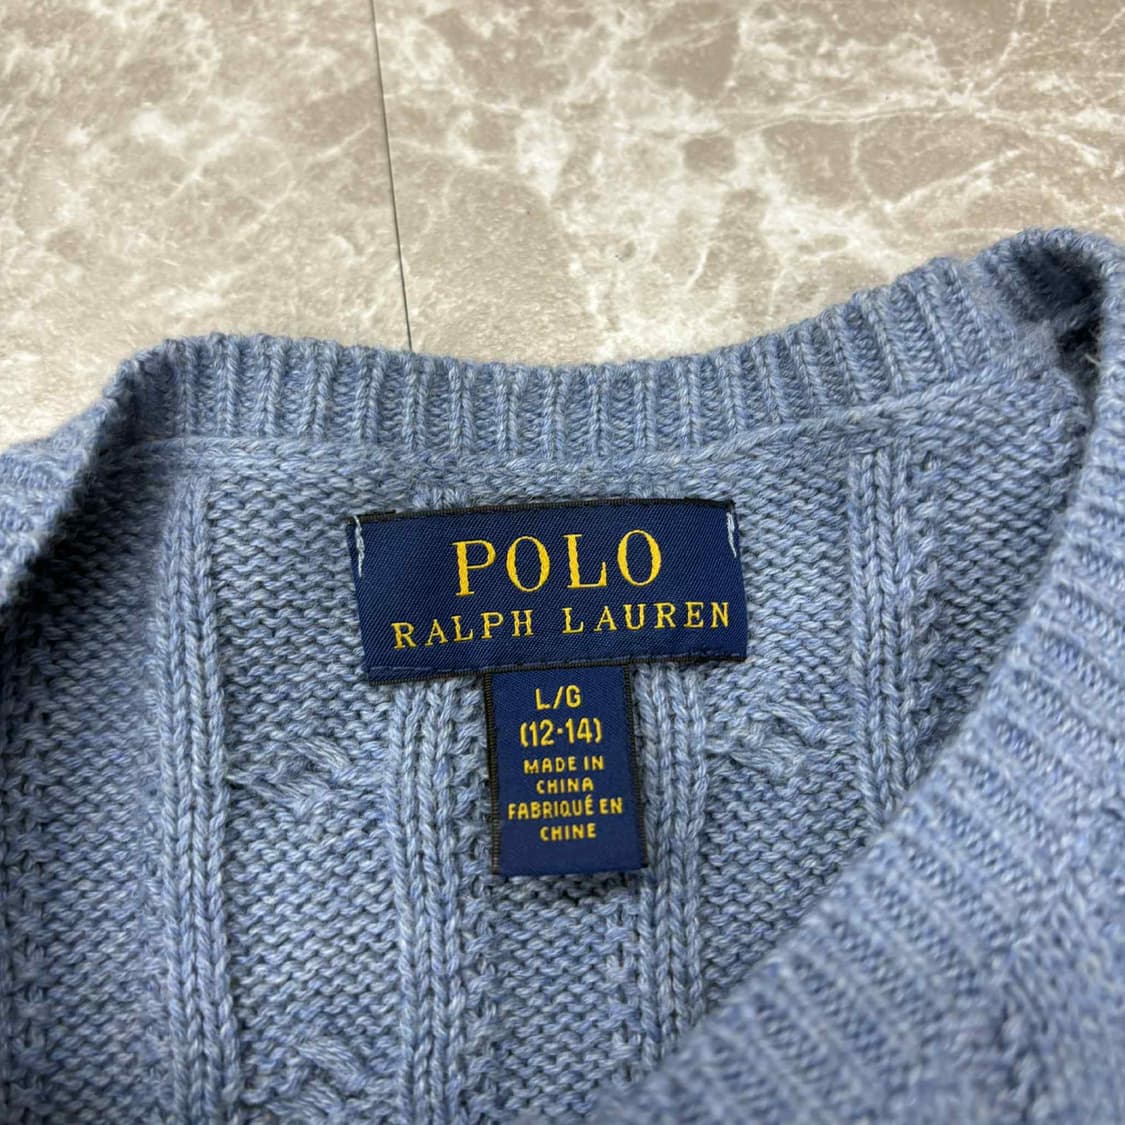 POLO
RALPH LAUREN
L/G
(12-14)
MADE IN
CHINA
FABRIQUÉ EN
CHINE